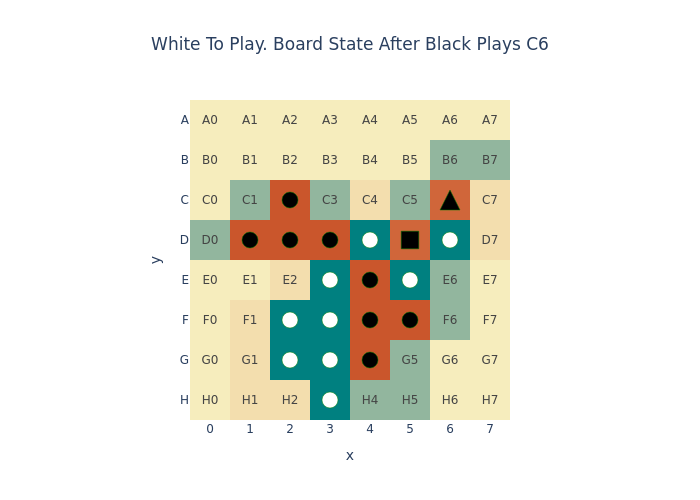 White To Play. Board State After Black Plays C6
A A0 A1 A2 A3 A4 A5 A6 A7
B B0 B1 B2 B3 B4 B5 B6 B7
C C0 C1 C3 C4 C5 C7
D D0 D7
y
E E0 E1 E2 E6 E7
F F0 F1 F6 F7
G G0 G1 G5 G6 G7
H H0 H1 H2 H4 H5 H6 H7
0 1 2 3 4 5 6 7
x